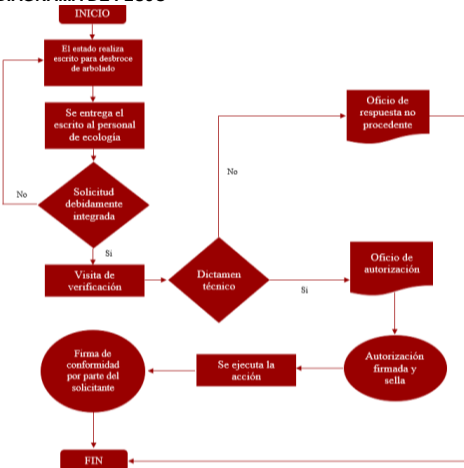 INICIO
El estado realiza
escrito para desbroce
de arbolado
Se entrega el
escrito al personal
de ecología
Solicitud
debidamente
integrada
No
Si
Visita de
verificación
Dictamen
técnico
No
Oficio de
respuesta no
procedente
Si
Oficio de
autorización
Autorización
firmada y
sella
Se ejecuta la
acción
Firma de
conformidad
por parte del
solicitante
FIN